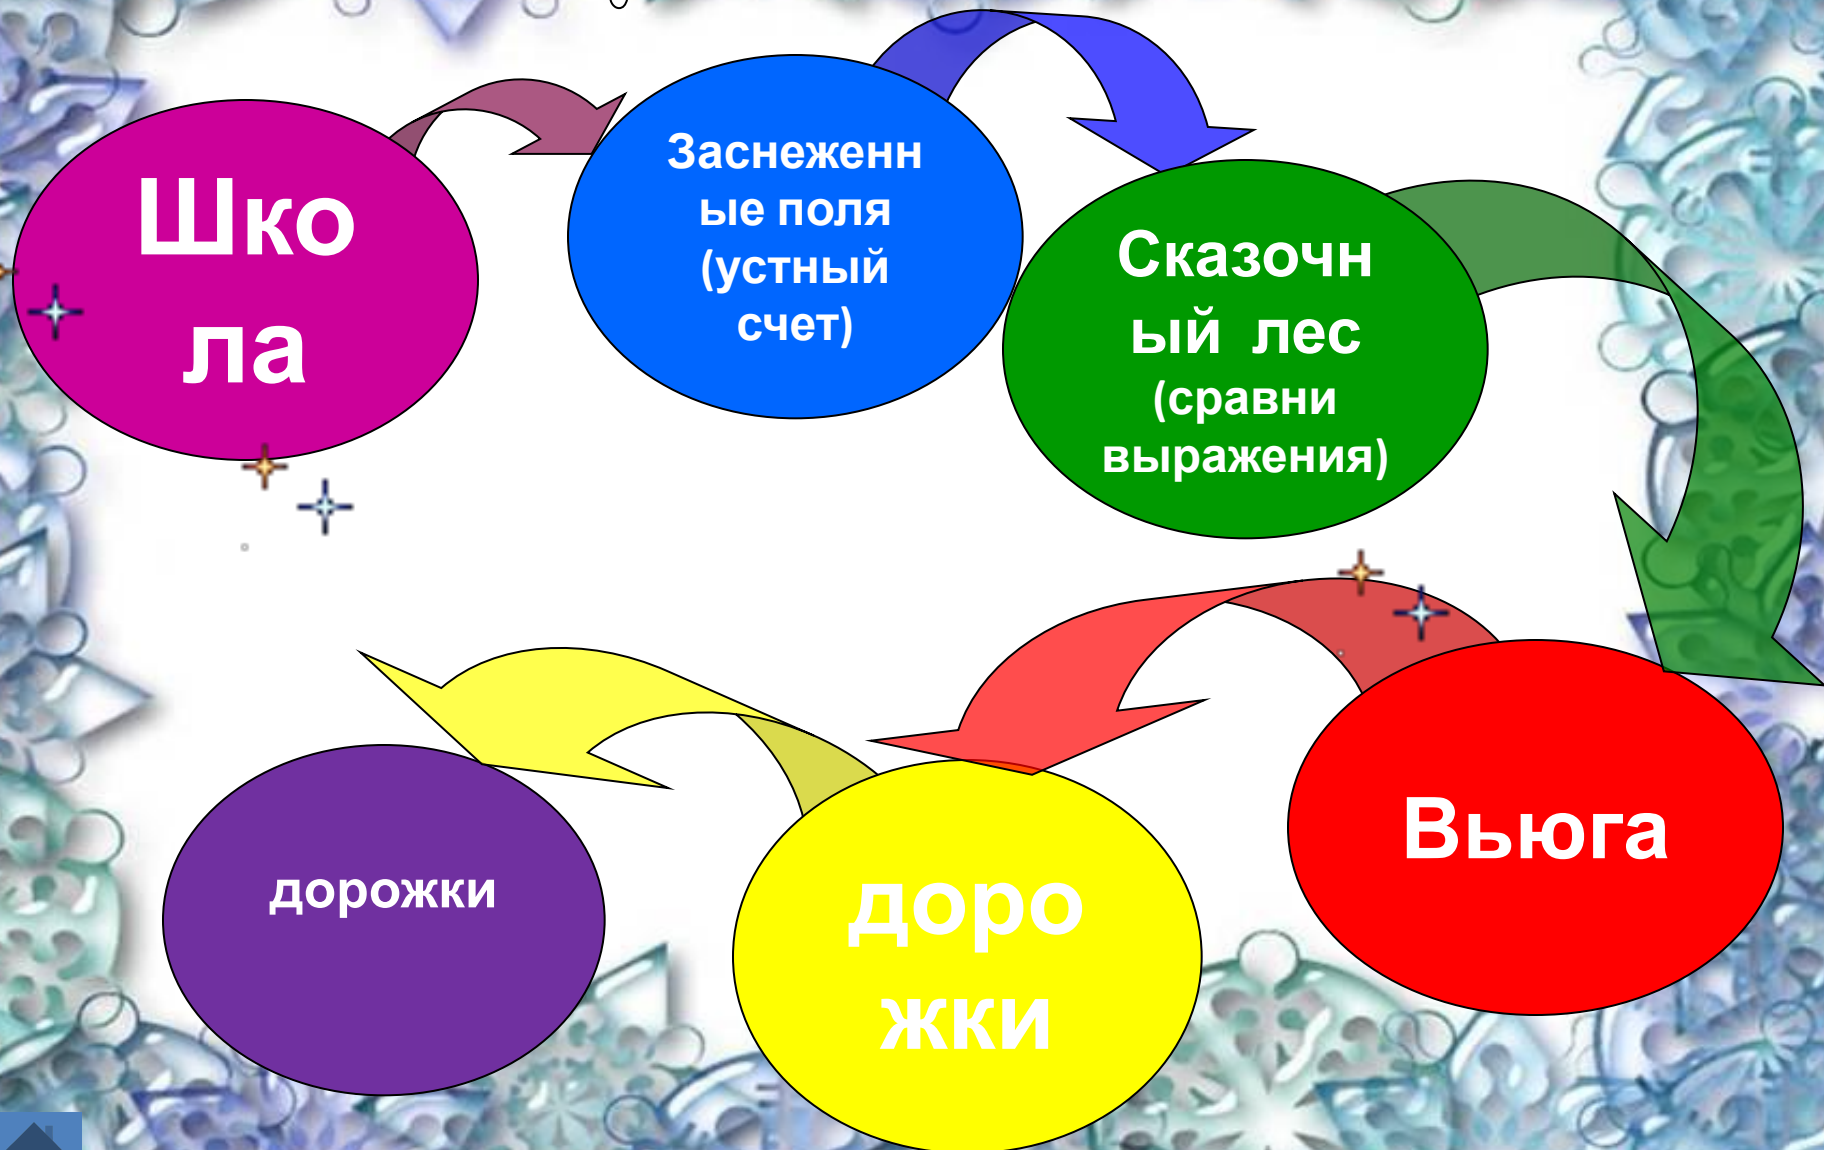 Шко
ла
Заснеженн
ые поля
(устный
счет)
Сказочн
ый лес
(сравни
выражения)
Вьюга
доро
жки
дорожки